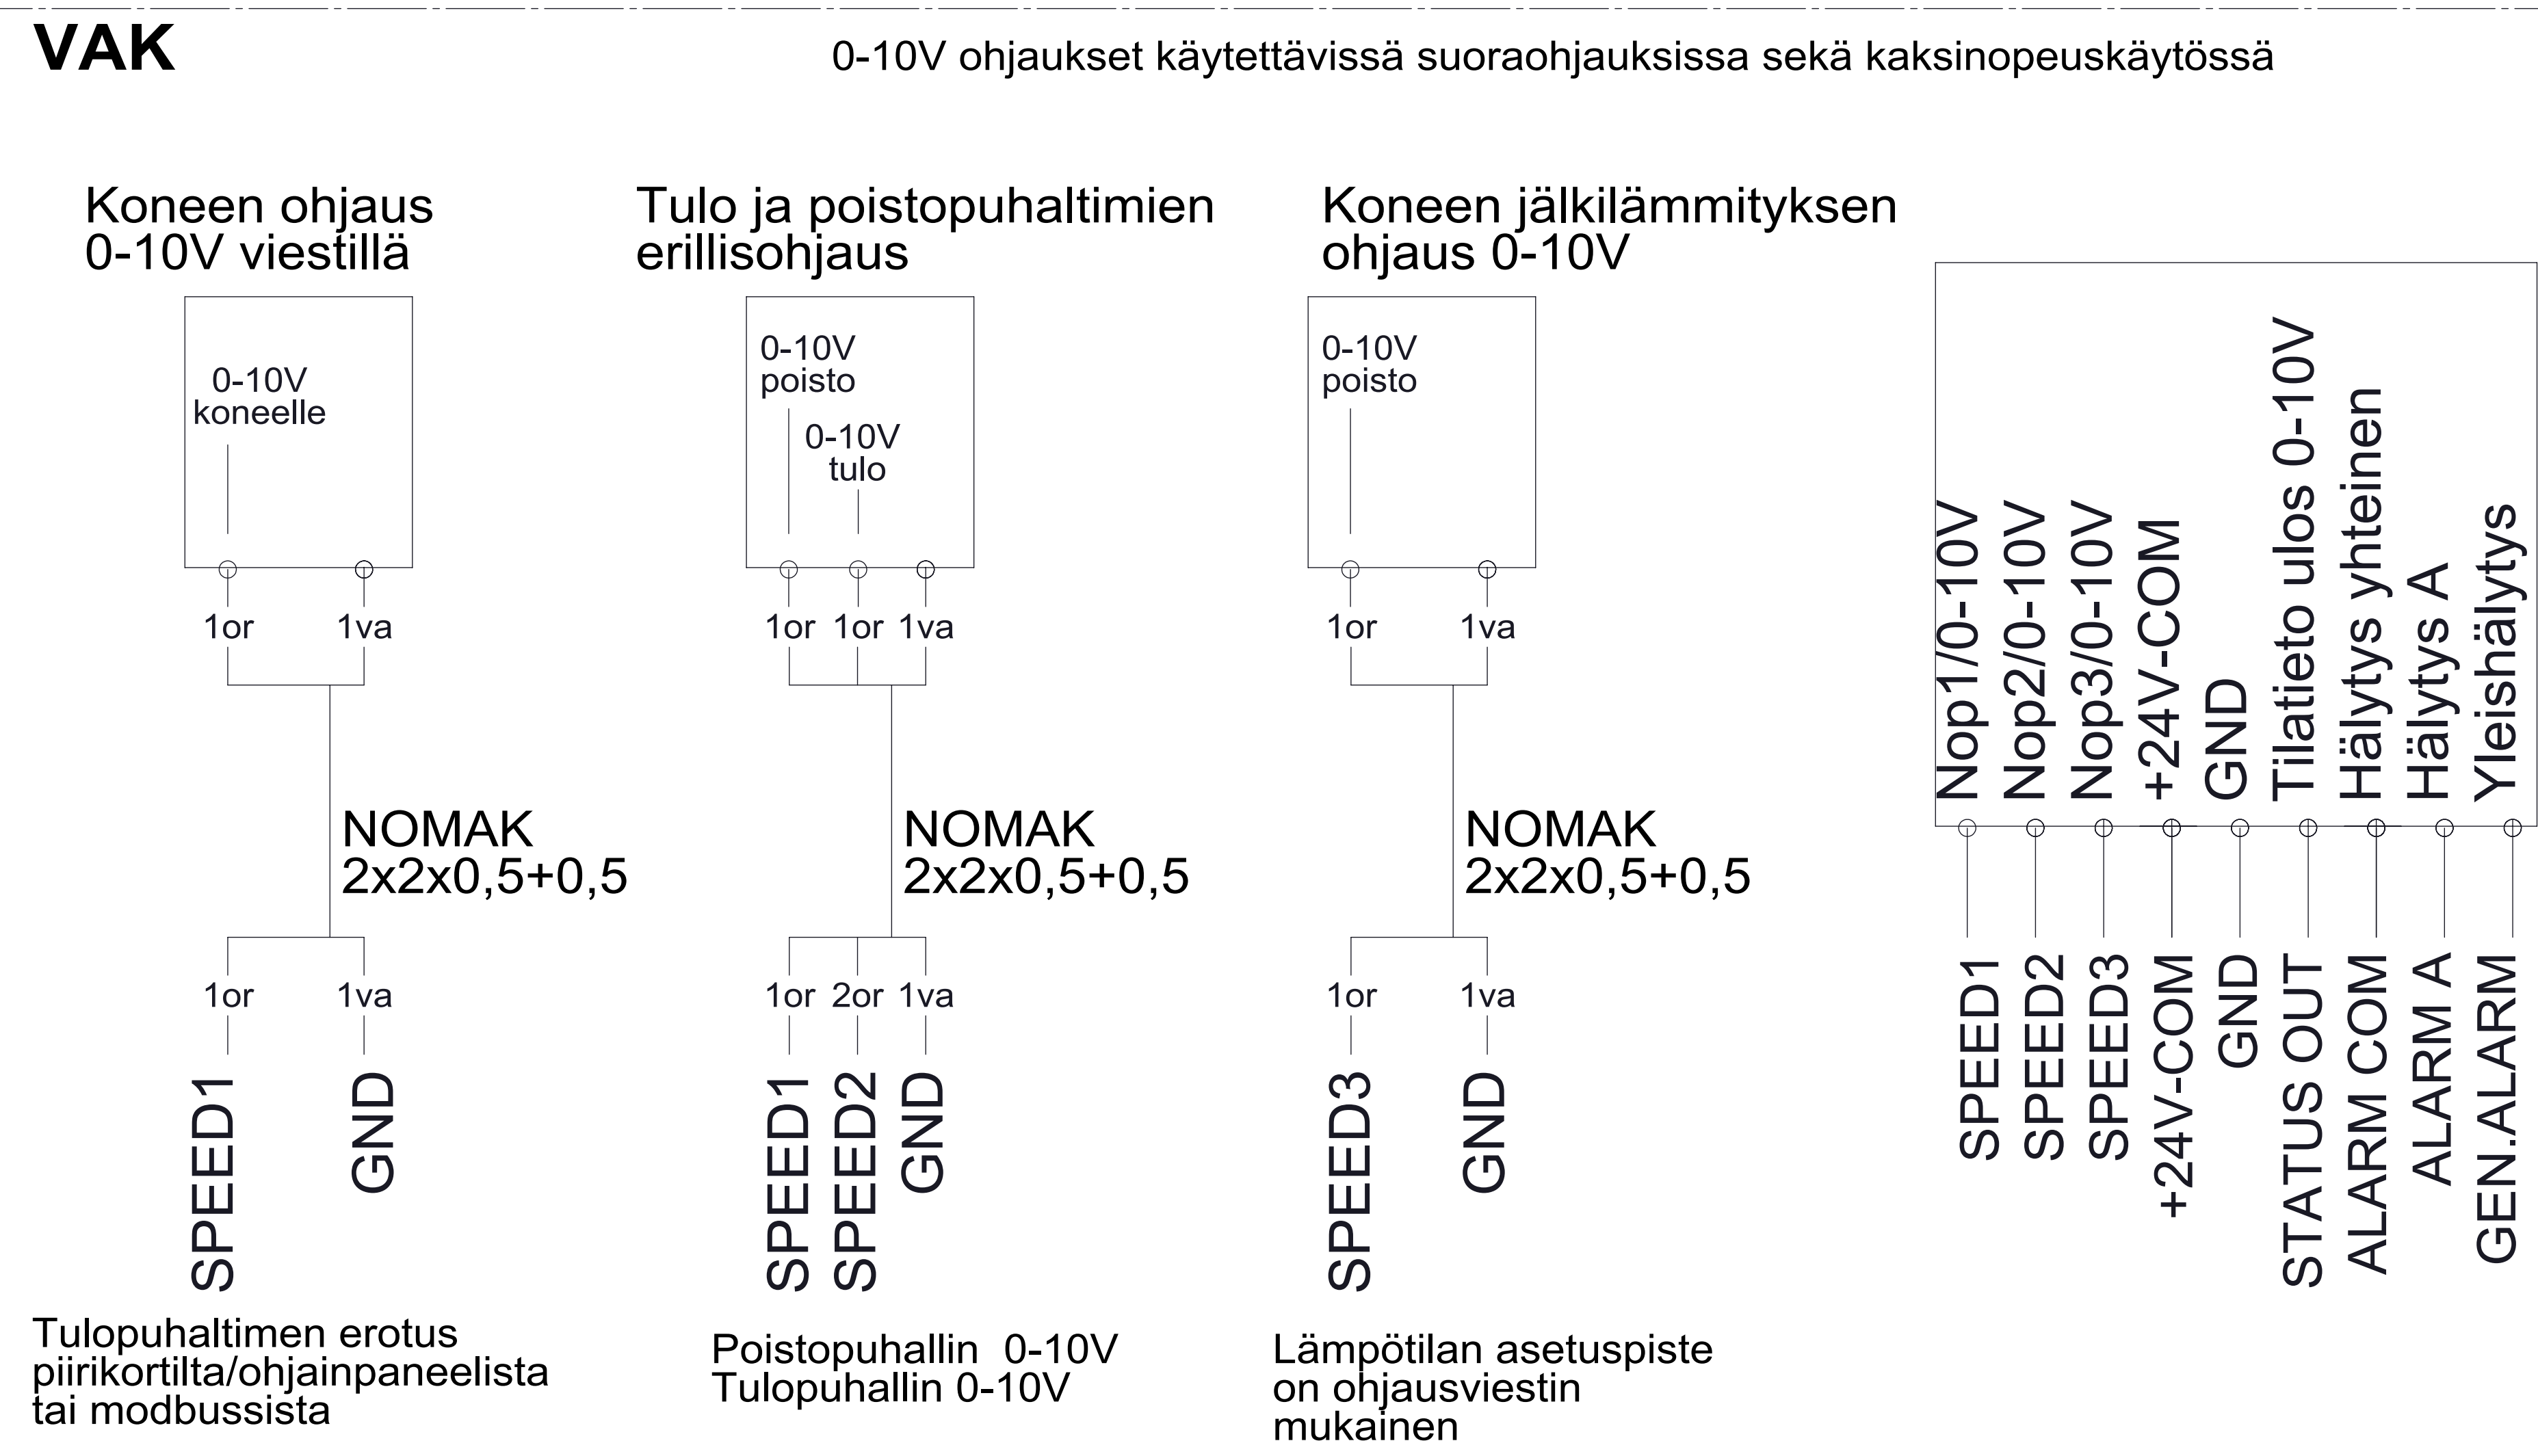 VAK
0-10V ohjaukset käytettävissä suoraohjauksissa sekä kaksinopeuskäytössä
Koneen ohjaus
0-10V viestillä
0-10V
koneelle
1or 1va
NOMAK
2x2x0,5+0,5
1or 1va
SPEED1
GND
Tulopuhaltimen erotus
piirikortilta/ohjainpaneelista
tai modbussista
Tulo ja poistopuhaltimien
erillisohjaus
0-10V
poisto
0-10V
tulo
1or 1or 1va
NOMAK
2x2x0,5+0,5
1or 2or 1va
SPEED1
SPEED2
GND
Poistopuhallin 0-10V
Tulopuhallin 0-10V
Koneen jälkilämmityksen
ohjaus 0-10V
0-10V
poisto
1or 1va
NOMAK
2x2x0,5+0,5
1or 1va
SPEED3
GND
Lämpötilan asetuspiste
on ohjausviestin
mukainen
Nop1/0-10V
Nop2/0-10V
Nop3/0-10V
+24V-COM
GND
Tilatieto ulos 0-10V
Hälytys yhteinen
Hälytys A
Yleishälytys
SPEED1
SPEED2
SPEED3
+24V-COM
GND
STATUS OUT
ALARM COM
ALARM A
GEN.ALARM